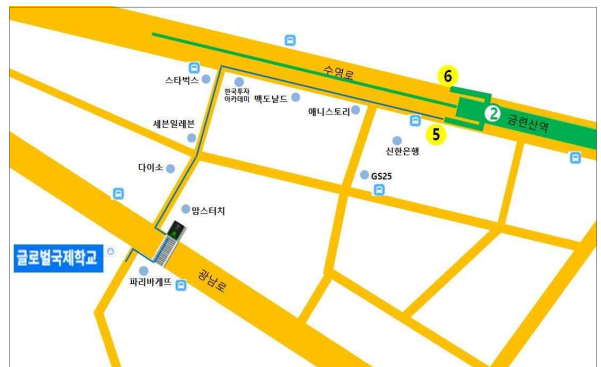 수영로
6
스타벅스
한국투자
아카데미
맥도날드
애니스토리
2
금련산역
5
세븐일레븐
신한은행
다이소
GS25
맘스터치
글로벌국제학교
파리바게뜨
광남로